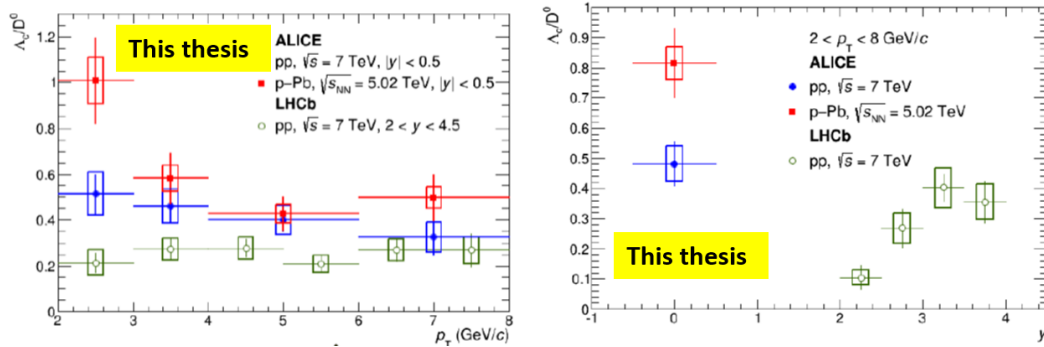 Λc/D⁰
This thesis
ALICE
pp, √s = 7 TeV, |y| < 0.5
p–Pb, √sNN = 5.02 TeV, |y| < 0.5
LHCb
pp, √s = 7 TeV, 2 < y < 4.5
1.2
1
0.8
0.6
0.4
0.2
0
2 3 4 5 6 7 8
pT (GeV/c)
Λc/D⁰
2 < pT < 8 GeV/c
ALICE
pp, √s = 7 TeV
p–Pb, √sNN = 5.02 TeV
LHCb
pp, √s = 7 TeV
This thesis
1
0.9
0.8
0.7
0.6
0.5
0.4
0.3
0.2
0.1
0
-1 0 1 2 3 4
y